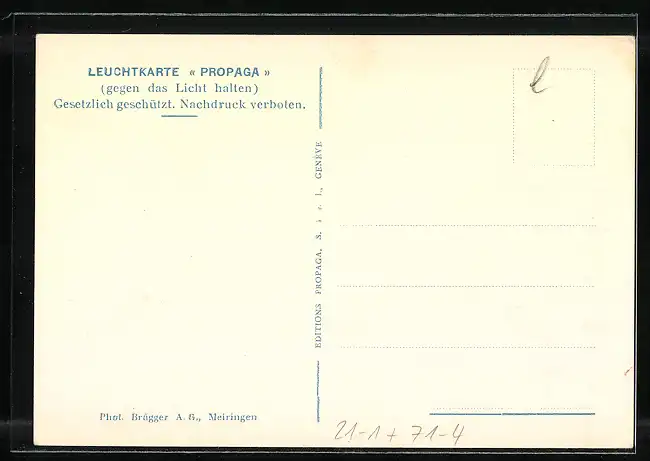 LEUCHTKARTE « PROPAGA »
(gegen das Licht halten)
Gesetzlich geschützt. Nachdruck verboten.
EDITIONS PROPAGA, S. à r. l., GENÈVE
Phot. Brügger A. G., Meiringen
21-1+71-4